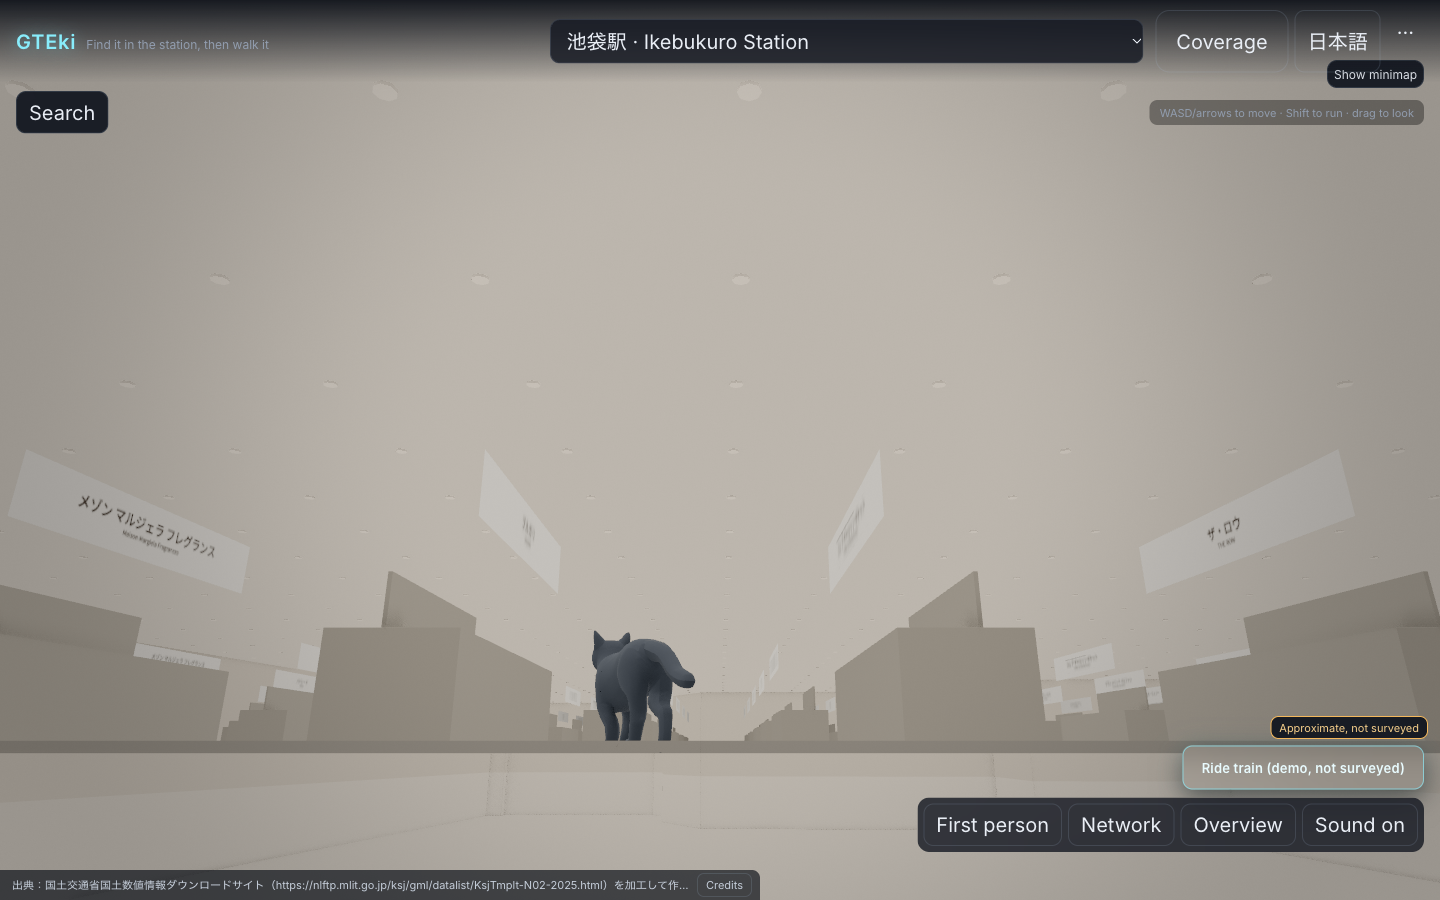 GTEki Find it in the station, then walk it
池袋駅 · Ikebukuro Station
Coverage
日本語
...
Show minimap
Search
WASD/arrows to move · Shift to run · drag to look
メゾン マルジェラ フレグランス
Maison Margiela Fragrances
ザ・ロウ
THE ROW
Approximate, not surveyed
Ride train (demo, not surveyed)
First person
Network
Overview
Sound on
出典：国土交通省国土数値情報ダウンロードサイト（https://nlftp.mlit.go.jp/ksj/gml/datalist/KsjTmplt-N02-2025.html）を加工して作...
Credits